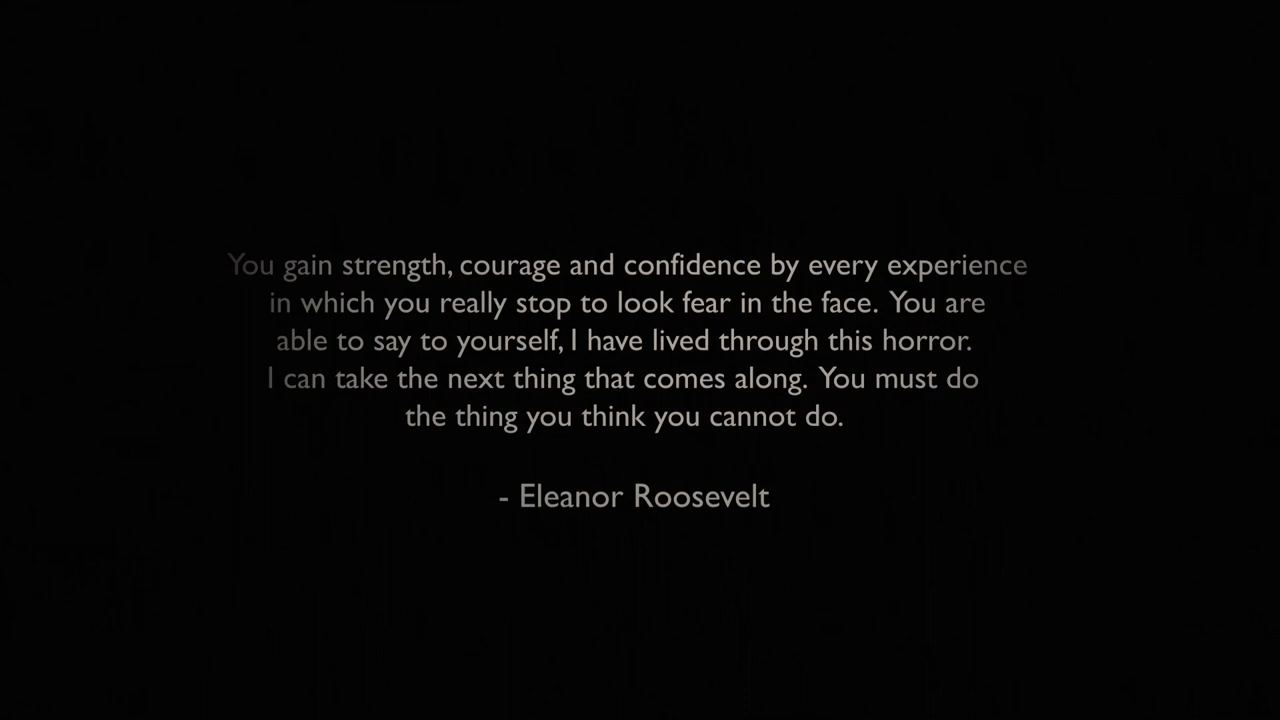 You gain strength, courage and confidence by every experience
in which you really stop to look fear in the face. You are
able to say to yourself, I have lived through this horror.
I can take the next thing that comes along. You must do
the thing you think you cannot do.
- Eleanor Roosevelt